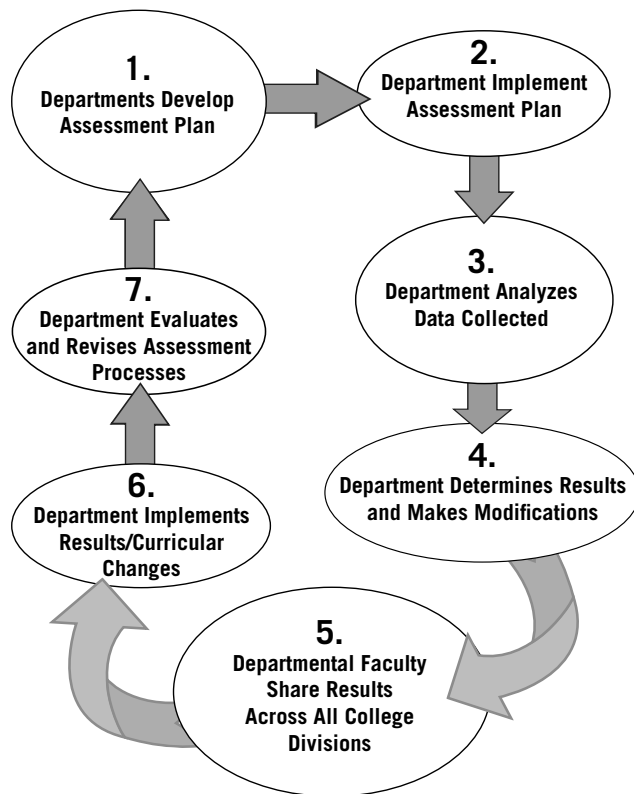 1.
Departments Develop
Assessment Plan
2.
Department Implement
Assessment Plan
3.
Department Analyzes
Data Collected
4.
Department Determines Results
and Makes Modifications
5.
Departmental Faculty
Share Results
Across All College
Divisions
6.
Department Implements
Results/Curricular
Changes
7.
Department Evaluates
and Revises Assessment
Processes